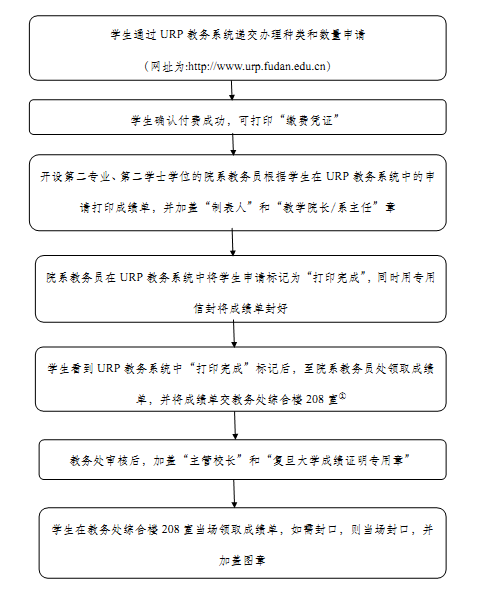 学生通过 URP 教务系统递交办理种类和数量申请
（网址为:http://www.urp.fudan.edu.cn）
学生确认付费成功，可打印“缴费凭证”
开设第二专业、第二学士学位的院系教务员根据学生在 URP 教务系统中的申
请打印成绩单，并加盖“制表人”和“教学院长/系主任”章
院系教务员在 URP 教务系统中将学生申请标记为“打印完成”，同时用专用
信封将成绩单封好
学生看到 URP 教务系统中“打印完成”标记后，至院系教务员处领取成绩
单，并将成绩单交教务处综合楼 208 室①
教务处审核后，加盖“主管校长”和“复旦大学成绩证明专用章”
学生在教务处综合楼 208 室当场领取成绩单，如需封口，则当场封口，并
加盖图章